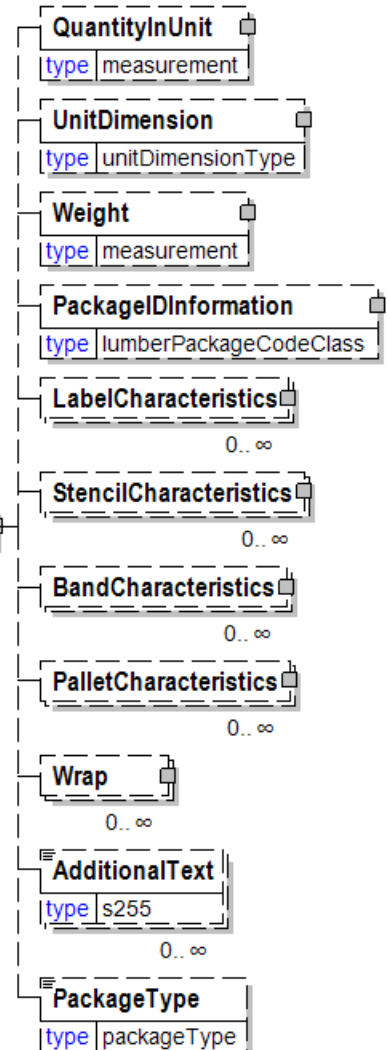 QuantityInUnit
type measurement
UnitDimension
type unitDimensionType
Weight
type measurement
PackageIDInformation
type lumberPackageCodeClass
LabelCharacteristics
0.. ∞
StencilCharacteristics
0.. ∞
BandCharacteristics
0.. ∞
PalletCharacteristics
0.. ∞
Wrap
0.. ∞
AdditionalText
type s255
0.. ∞
PackageType
type packageType